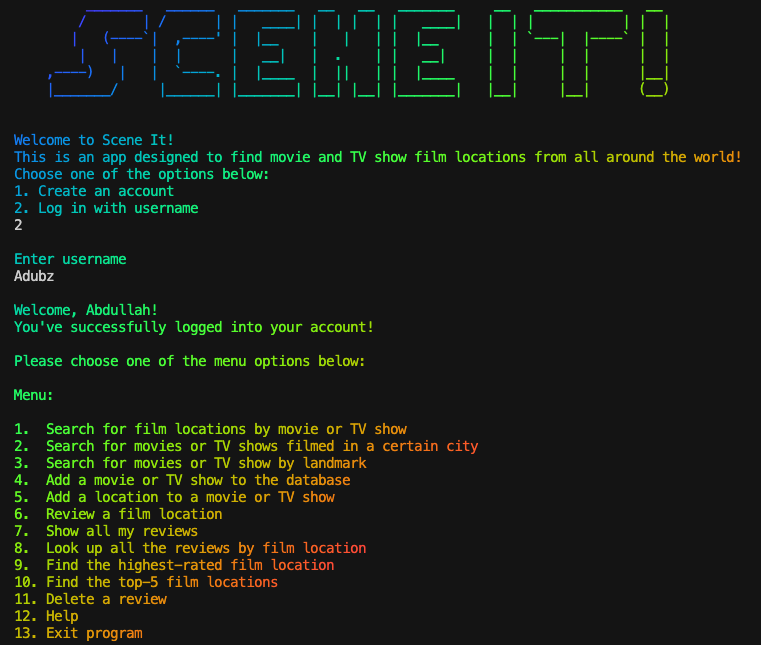 SCENE IT!
Welcome to Scene It!
This is an app designed to find movie and TV show film locations from all around the world!
Choose one of the options below:
1. Create an account
2. Log in with username
2
Enter username
Adubz
Welcome, Abdullah!
You've successfully logged into your account!
Please choose one of the menu options below:
Menu:
1.  Search for film locations by movie or TV show
2.  Search for movies or TV shows filmed in a certain city
3.  Search for movies or TV show by landmark
4.  Add a movie or TV show to the database
5.  Add a location to a movie or TV show
6.  Review a film location
7.  Show all my reviews
8.  Look up all the reviews by film location
9.  Find the highest-rated film location
10. Find the top-5 film locations
11. Delete a review
12. Help
13. Exit program